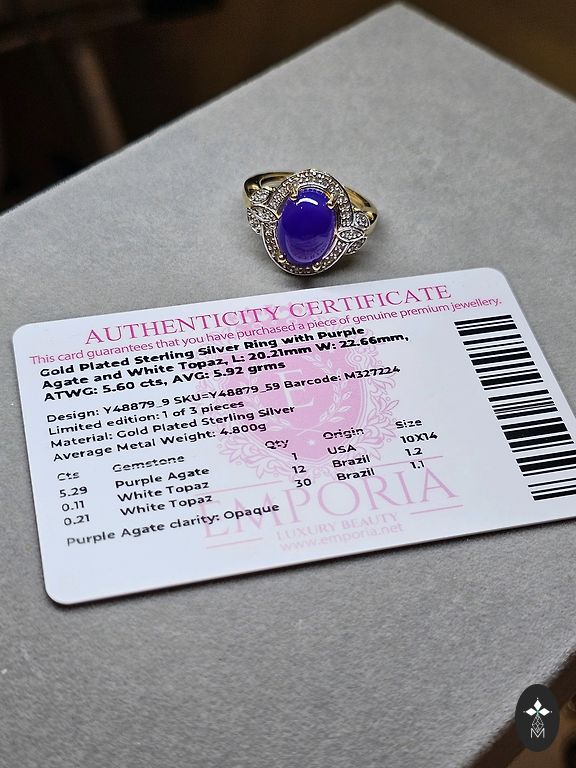 AUTHENTICITY CERTIFICATE
This card guarantees that you have purchased a piece of genuine premium jewellery.
Gold Plated Sterling Silver Ring with Purple
Agate and White Topaz, L: 20.21mm W: 22.66mm,
ATWG: 5.60 cts, AVG: 5.92 grms
Design: Y48879_9 SKU=Y48879_59 Barcode: M327224
Limited edition: 1 of 3 pieces
Material: Gold Plated Sterling Silver
Average Metal Weight: 4.800g
Cts Gemstone Qty Origin Size
5.29 Purple Agate 1 USA 10X14
0.11 White Topaz 12 Brazil 1.2
0.21 White Topaz 30 Brazil 1.1
Purple Agate clarity: Opaque
E
EMPORIA
LUXURY BEAUTY
www.emporia.net
M